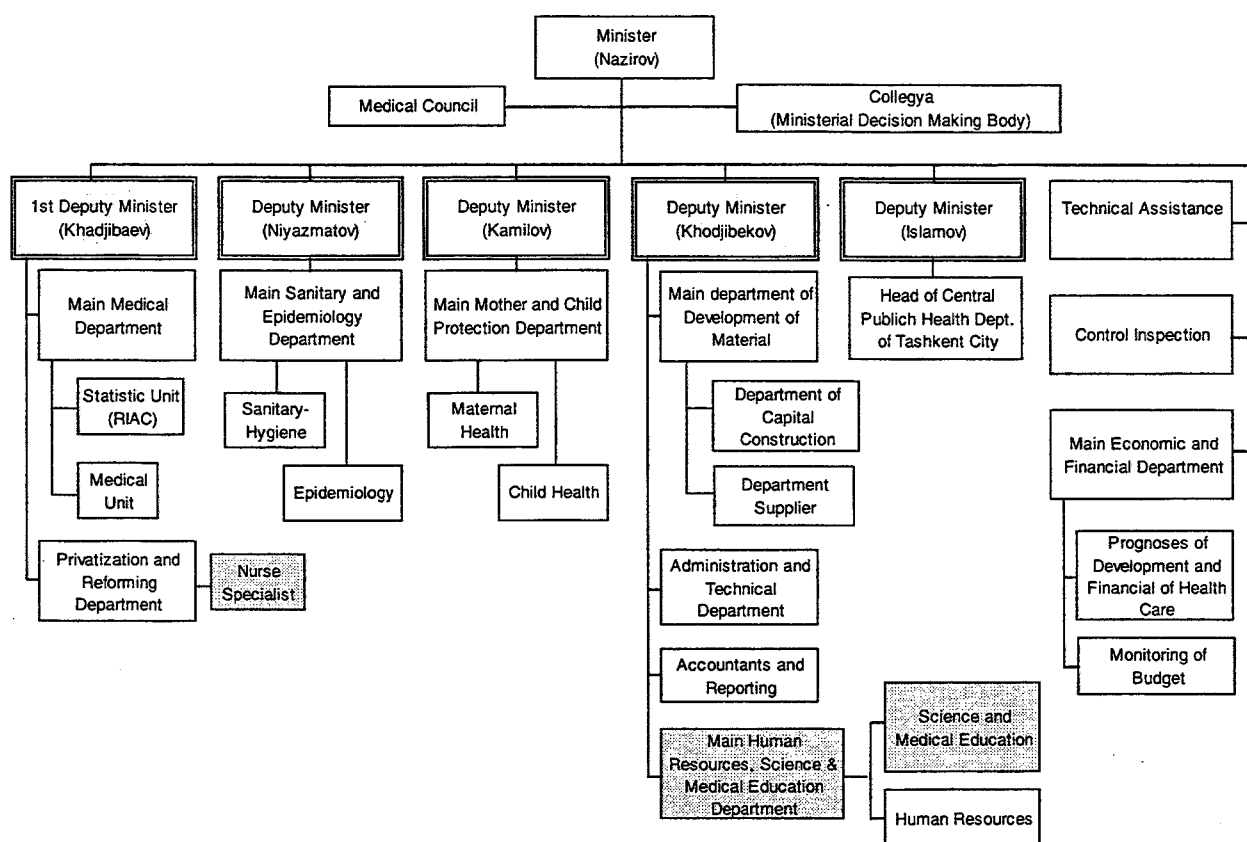 Minister
(Nazirov)
Medical Council
Collegya
(Ministerial Decision Making Body)
1st Deputy Minister
(Khadjibaev)
Deputy Minister
(Niyazmatov)
Deputy Minister
(Kamilov)
Deputy Minister
(Khodjibekov)
Deputy Minister
(Islamov)
Technical Assistance
Main Medical
Department
Main Sanitary and
Epidemiology
Department
Main Mother and Child
Protection Department
Main department of
Development of
Material
Head of Central
Publich Health Dept.
of Tashkent City
Control Inspection
Statistic Unit
(RIAC)
Sanitary-
Hygiene
Maternal
Health
Department of
Capital
Construction
Main Economic and
Financial Department
Medical
Unit
Epidemiology
Child Health
Department
Supplier
Privatization and
Reforming
Department
Nurse
Specialist
Administration and
Technical
Department
Prognoses of
Development and
Financial of Health
Care
Accountants and
Reporting
Monitoring of
Budget
Main Human
Resources, Science &
Medical Education
Department
Science and
Medical Education
Human Resources